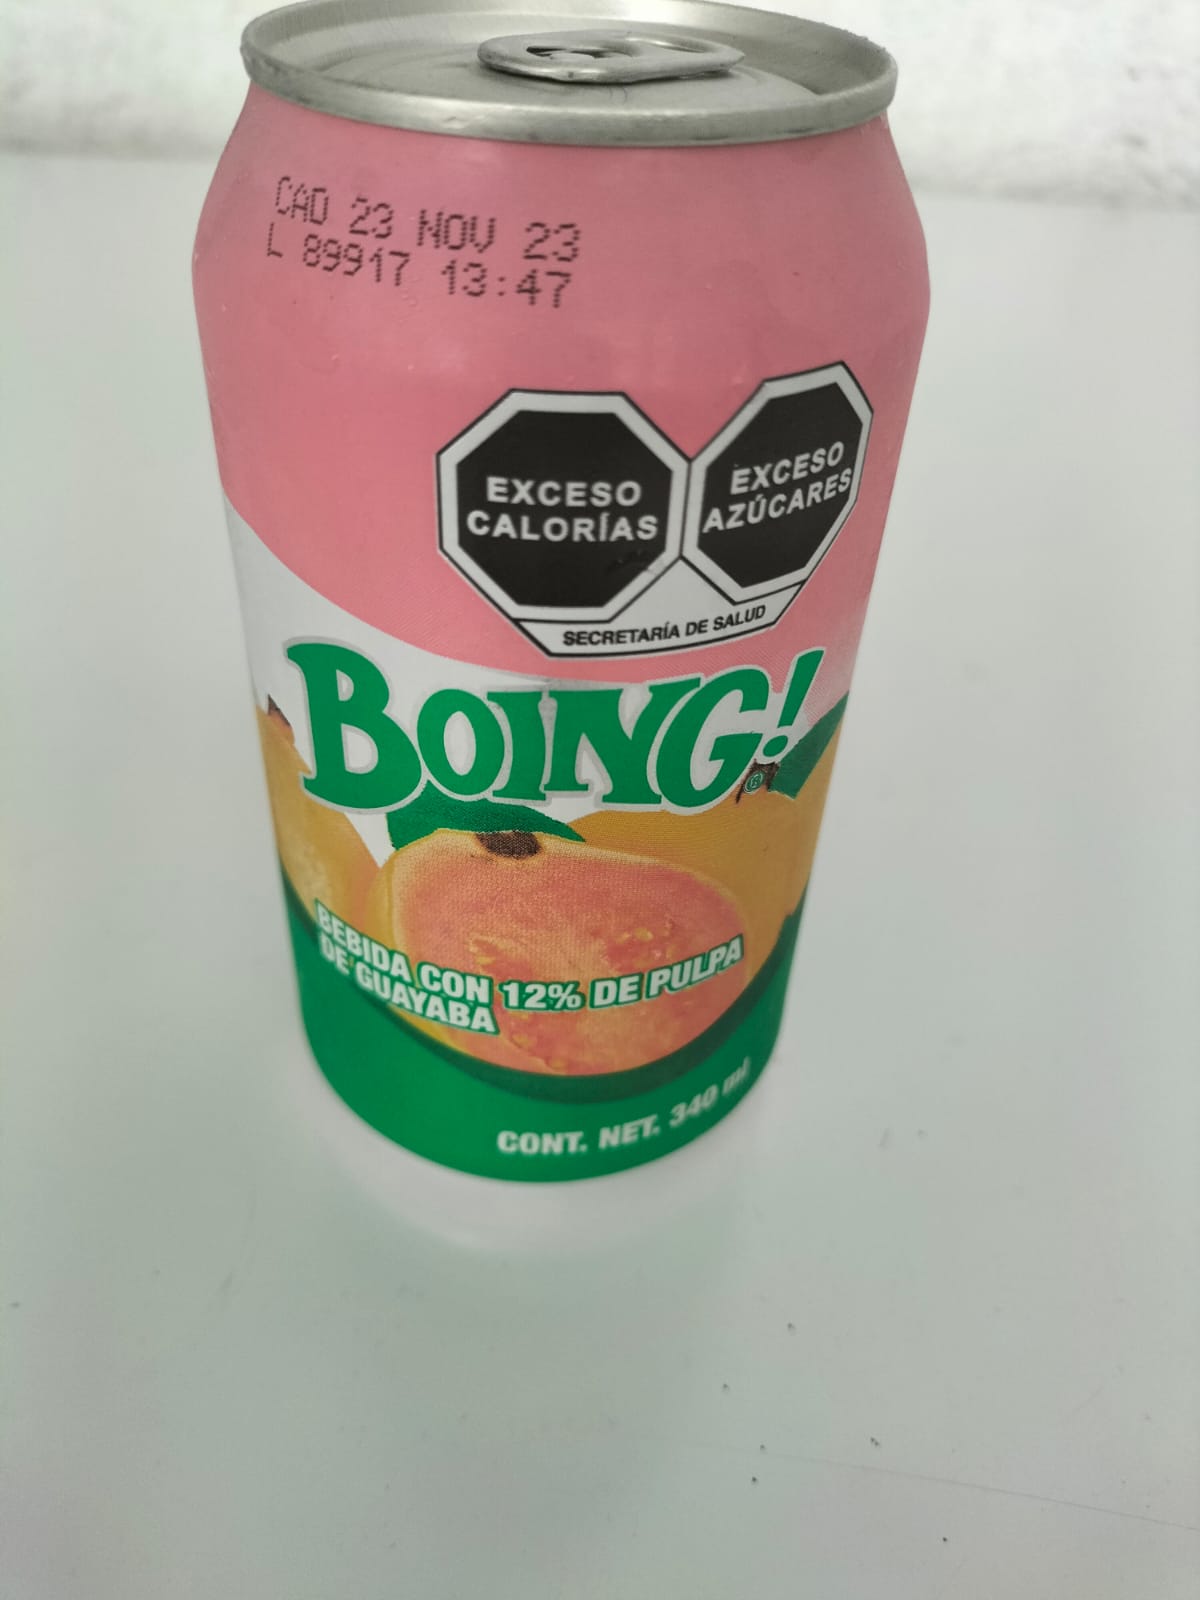 CAD 23 NOV 23
L 89917 13:47
EXCESO
CALORÍAS
EXCESO
AZÚCARES
SECRETARÍA DE SALUD
BOING!
®
BEBIDA CON 12% DE PULPA
DE GUAYABA
CONT. NET. 340 ml